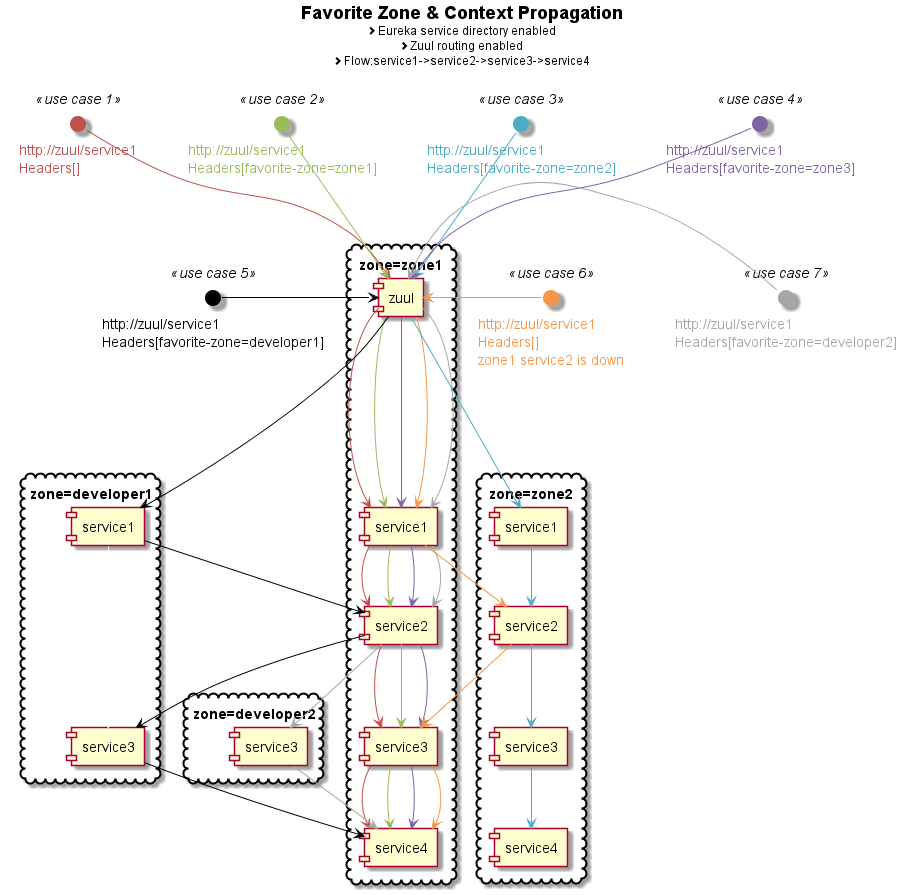 Favorite Zone & Context Propagation
Eureka service directory enabled
Zuul routing enabled
Flow:service1->service2->service3->service4
«use case 1»
«use case 2»
«use case 3»
«use case 4»
http://zuul/service1
Headers[]
http://zuul/service1
Headers[favorite-zone=zone1]
http://zuul/service1
Headers[favorite-zone=zone2]
http://zuul/service1
Headers[favorite-zone=zone3]
zone=zone1
zuul
«use case 5»
«use case 6»
«use case 7»
http://zuul/service1
Headers[favorite-zone=developer1]
http://zuul/service1
Headers[]
zone1 service2 is down
http://zuul/service1
Headers[favorite-zone=developer2]
zone=developer1
zone=zone2
service1
service1
service1
service2
service2
zone=developer2
service3
service3
service3
service3
service4
service4